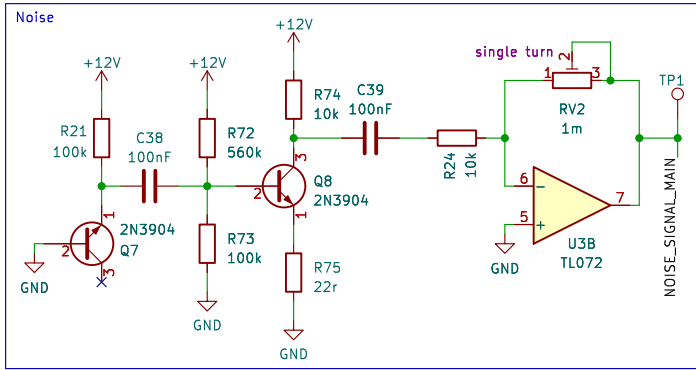 Noise
+12V
+12V
+12V
single turn
2
1
3
RV2
1m
TP1
R21
100k
C38
100nF
R72
560k
R74
10k
C39
100nF
R24
10k
3
2
Q8
2N3904
1
1
2N3904
2
Q7
3
GND
R73
100k
GND
R75
22r
GND
6
−
5
+
7
U3B
TL072
GND
NOISE_SIGNAL_MAIN